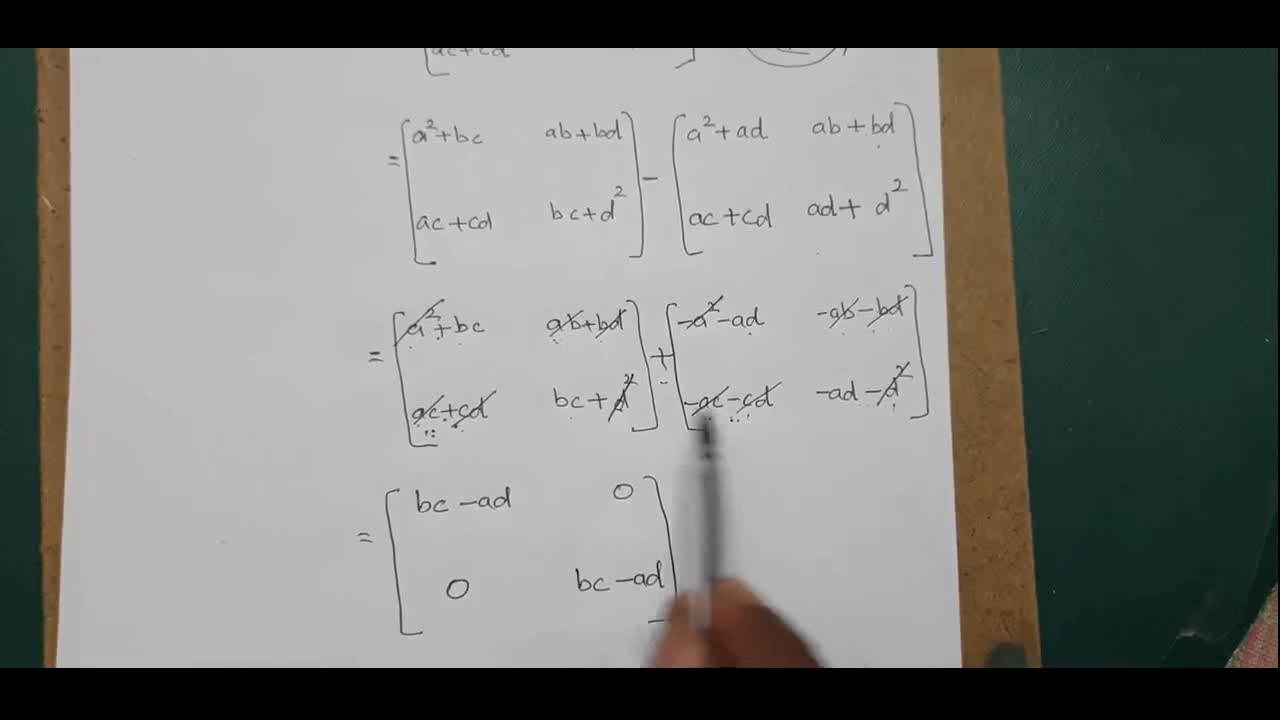 ac+cd
= [a²+bc ab+bd] - [a²+ad ab+bd]
[ac+cd bc+d²] [ac+cd ad+d²]
= [a²+bc ab+bd] + [-a²-ad -ab-bd]
[ac+cd bc+d²] [-ac-cd -ad-d²]
= [bc-ad 0]
[0 bc-ad]